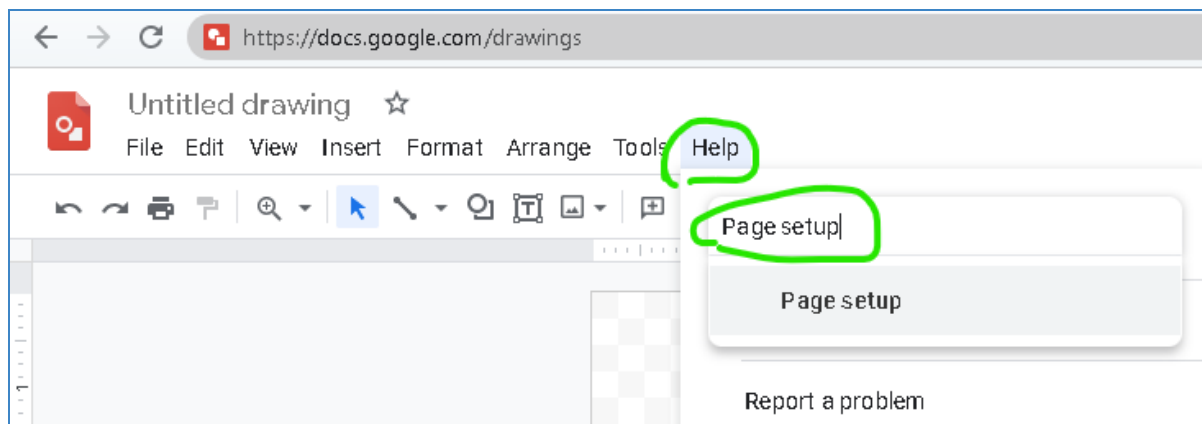 https://docs.google.com/drawings
Untitled drawing
File Edit View Insert Format Arrange Tools Help
Page setup
Page setup
1
Report a problem